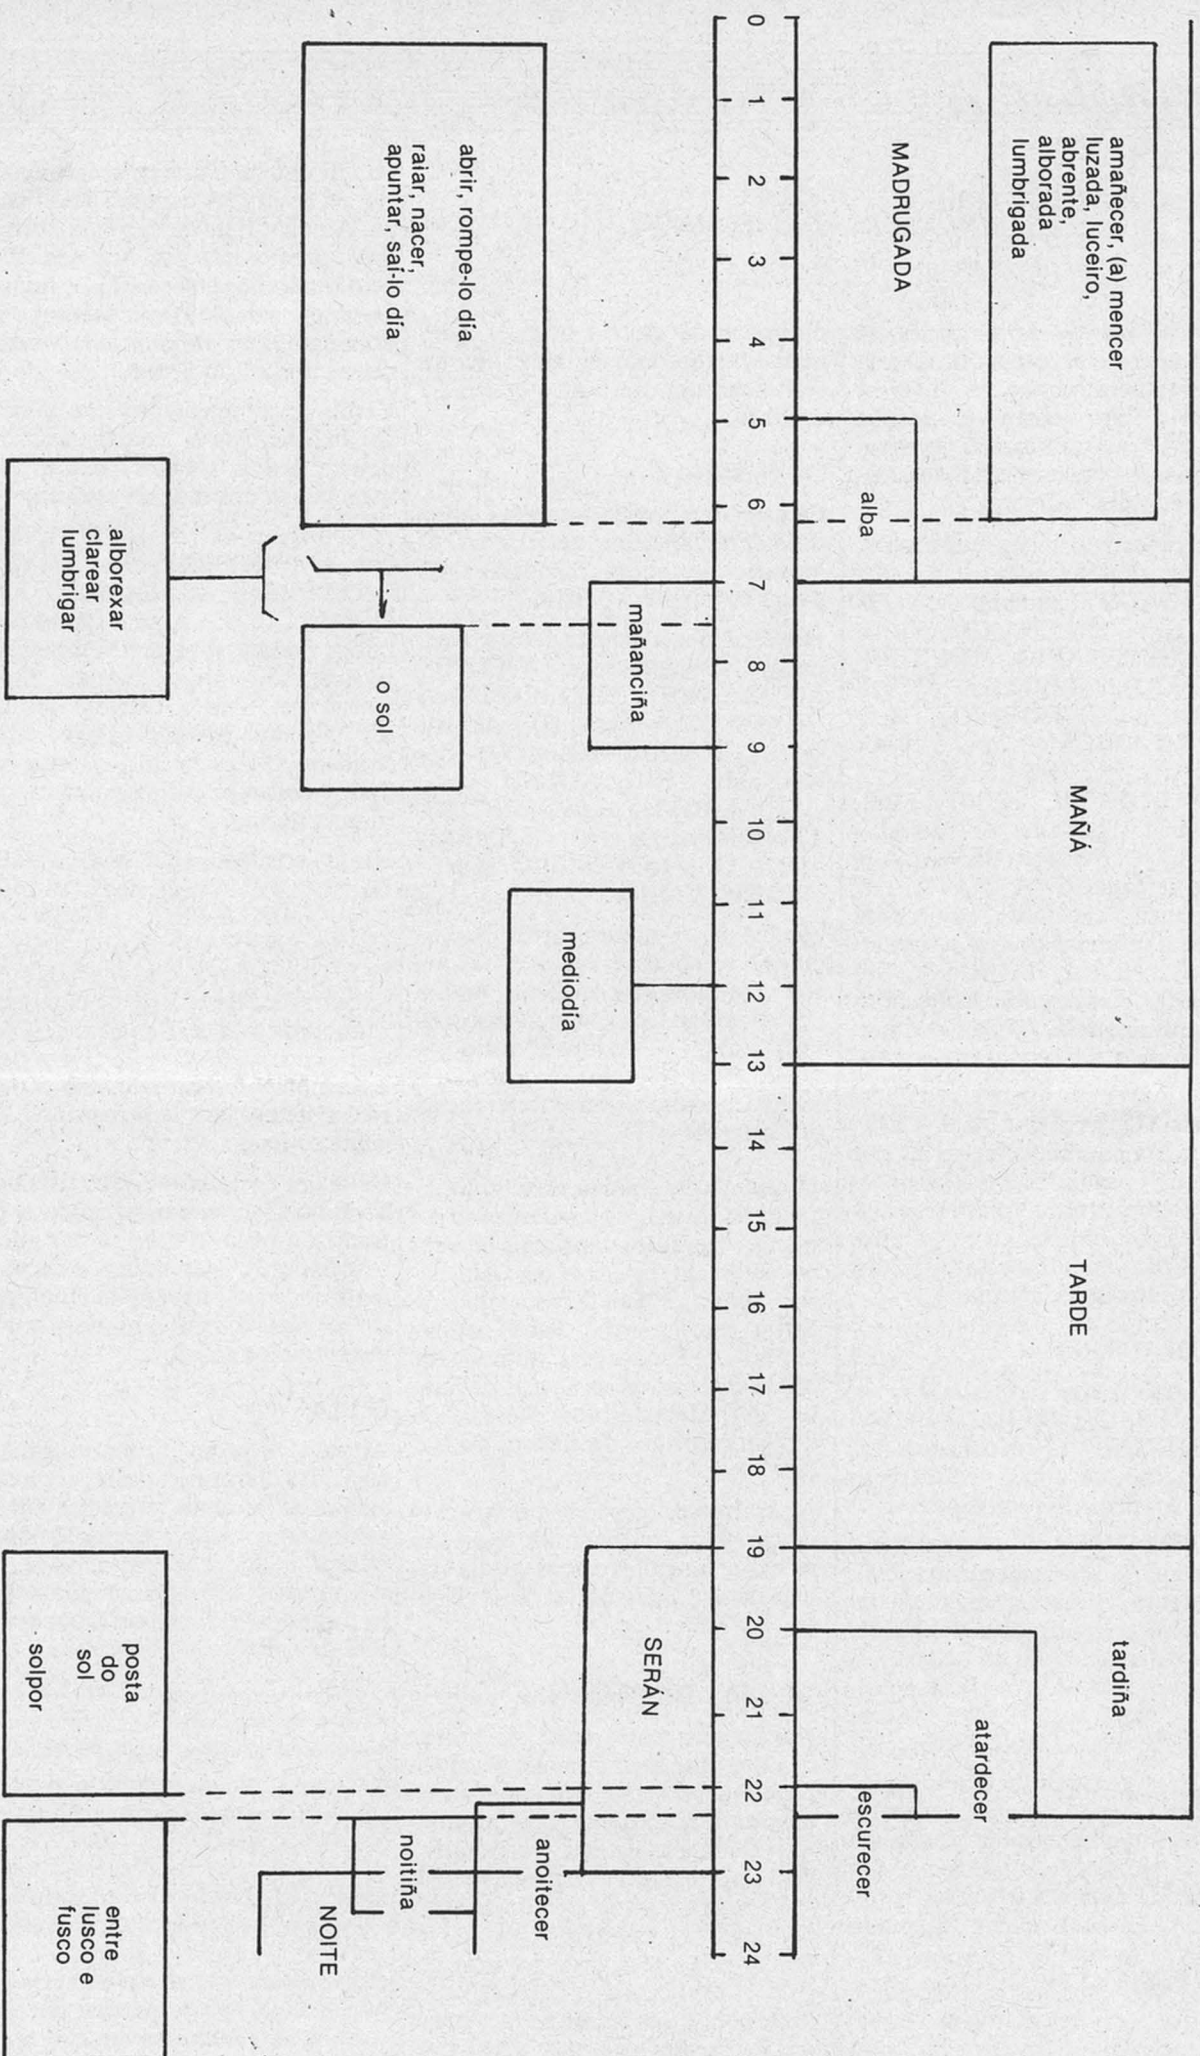 amañecer, (a) mencer
luzada, luceiro,
abrente,
alborada
lumbrigada
MADRUGADA
alba
MAÑÁ
TARDE
tardiña
atardecer
escurecer
0 1 2 3 4 5 6 7 8 9 10 11 12 13 14 15 16 17 18 19 20 21 22 23 24
mañanciña
mediodía
SERÁN
anoitecer
noitiña
NOITE
abrir, rompe-lo día
raiar, nacer,
apuntar, saí-lo día
o sol
alborexar
clarear
lumbrigar
posta
do
sol
solpor
entre
lusco e
fusco